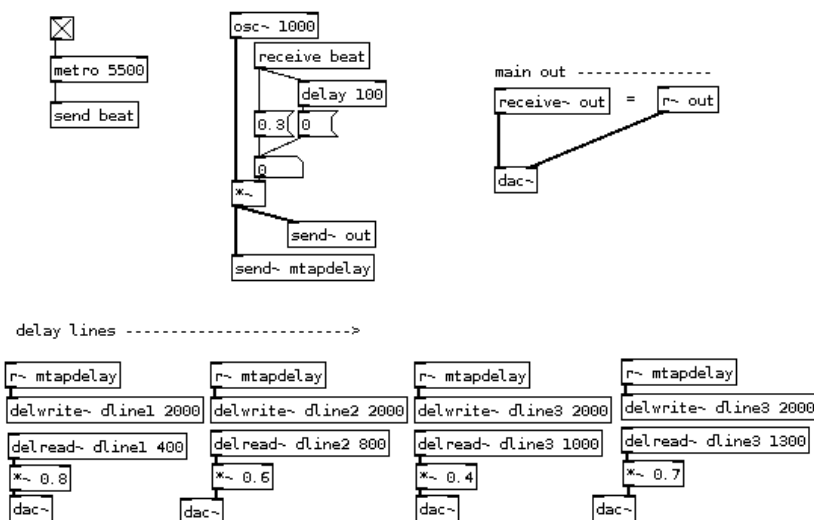 osc~ 1000
receive beat
metro 5500
delay 100
send beat
0.3
0
0
*~
send~ out
send~ mtapdelay
main out ---------------
receive~ out = r~ out
dac~
delay lines ------------------------->
r~ mtapdelay
delwrite~ dline1 2000
delread~ dline1 400
*~ 0.8
dac~
r~ mtapdelay
delwrite~ dline2 2000
delread~ dline2 800
*~ 0.6
dac~
r~ mtapdelay
delwrite~ dline3 2000
delread~ dline3 1000
*~ 0.4
dac~
r~ mtapdelay
delwrite~ dline3 2000
delread~ dline3 1300
*~ 0.7
dac~